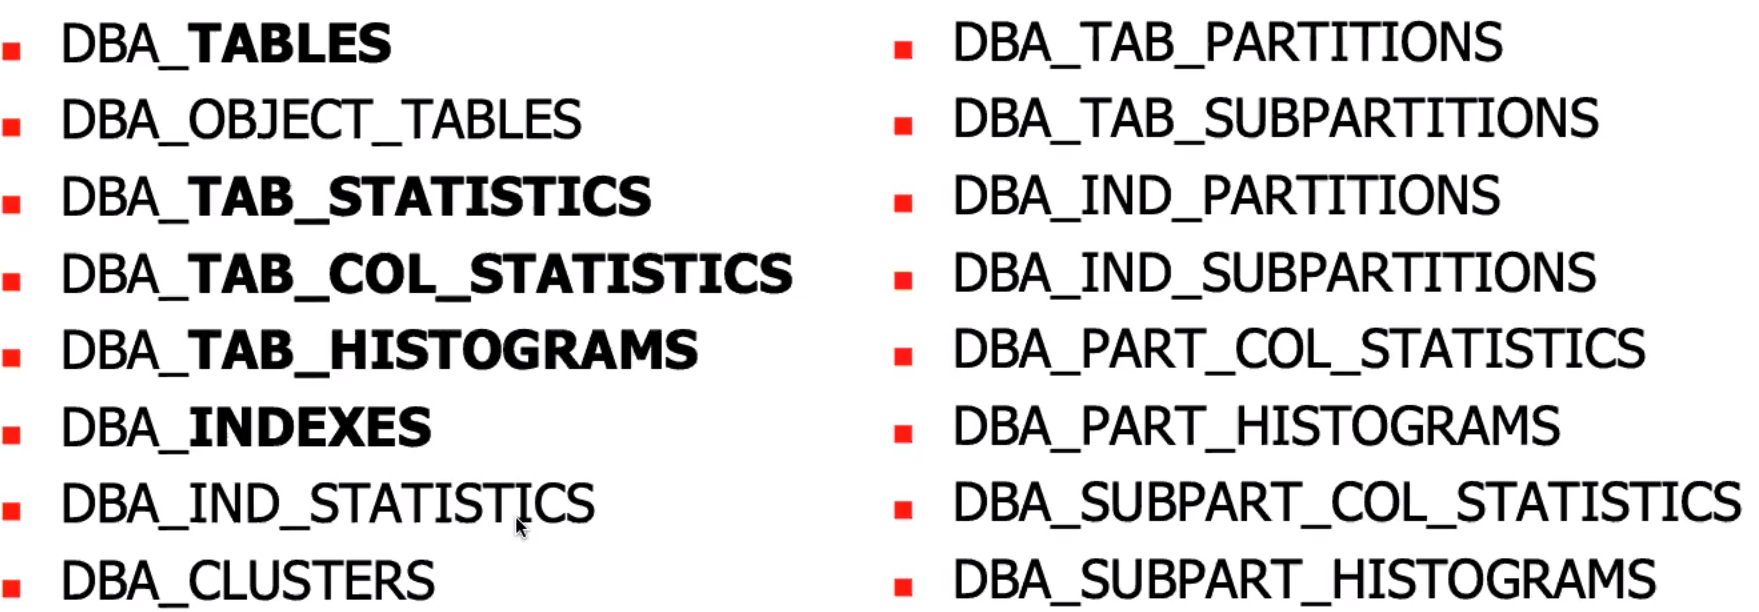 DBA_TABLES
DBA_OBJECT_TABLES
DBA_TAB_STATISTICS
DBA_TAB_COL_STATISTICS
DBA_TAB_HISTOGRAMS
DBA_INDEXES
DBA_IND_STATISTICS
DBA_CLUSTERS
DBA_TAB_PARTITIONS
DBA_TAB_SUBPARTITIONS
DBA_IND_PARTITIONS
DBA_IND_SUBPARTITIONS
DBA_PART_COL_STATISTICS
DBA_PART_HISTOGRAMS
DBA_SUBPART_COL_STATISTICS
DBA_SUBPART_HISTOGRAMS